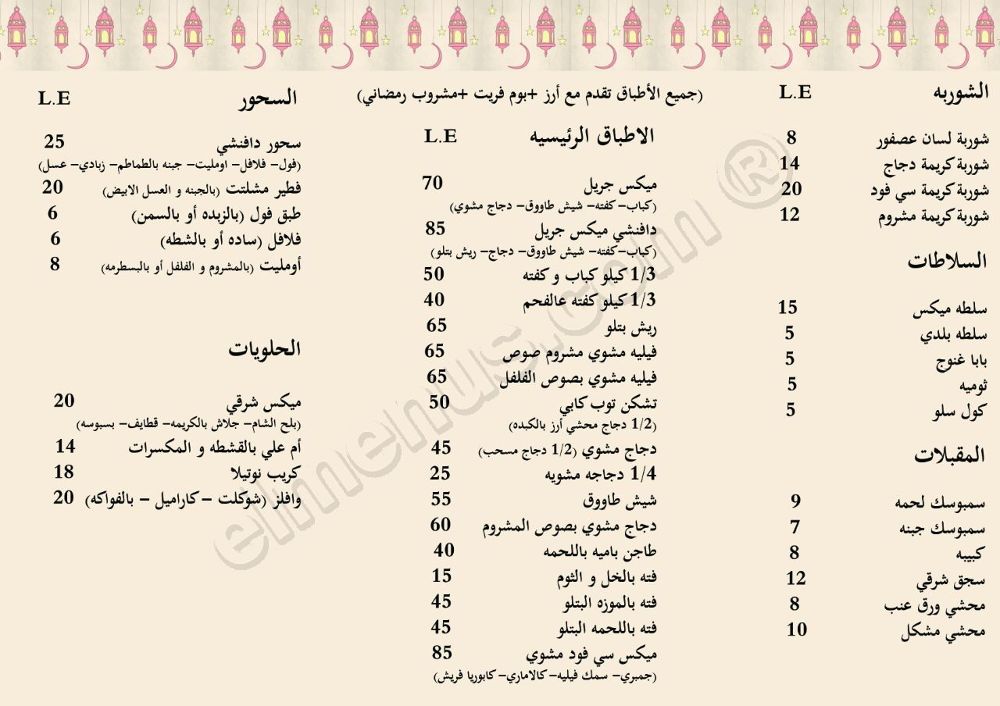 الشوربه L.E
شوربة لسان عصفور 8
شوربة كريمة دجاج 14
شوربة كريمة سي فود 20
شوربة كريمة مشروم 12
السلاطات
سلطه ميكس 15
سلطه بلدي 5
بابا غنوج 5
ثوميه 5
كول سلو 5
المقبلات
سمبوسك لحمه 9
سمبوسك جبنه 7
كبيبه 8
سجق شرقي 12
محشي ورق عنب 8
محشي مشكل 10
(جميع الأطباق تقدم مع أرز +بوم فريت +مشروب رمضاني)
الاطباق الرئيسيه L.E
ميكس جريل 70
(كباب– كفته– شيش طاووق– دجاج مشوي)
دافنشي ميكس جريل 85
(كباب–كفته– شيش طاووق– دجاج– ريش بتلو)
1/3 كيلو كباب و كفته 50
1/3 كيلو كفته عالفحم 40
ريش بتلو 65
فيليه مشوي مشروم صوص 65
فيليه مشوي بصوص الفلفل 65
تشكن توب كابي 50
(1/2 دجاج محشي أرز بالكبده)
دجاج مشوي (1/2 دجاج مسحب) 45
1/4 دجاجه مشويه 25
شيش طاووق 55
دجاج مشوي بصوص المشروم 60
طاجن باميه باللحمه 40
فته بالخل و الثوم 15
فته بالموزه البتلو 45
فته باللحمه البتلو 45
ميكس سي فود مشوي 85
(جمبري– سمك فيليه– كالاماري– كابوريا فريش)
السحور L.E
سحور دافنشي 25
(فول– فلافل– اومليت– جبنه بالطماطم– زبادي– عسل)
فطير مشلتت (بالجبنه و العسل الابيض) 20
طبق فول (بالزبده أو بالسمن) 6
فلافل (ساده أو بالشطه) 6
أومليت (بالمشروم و الفلفل أو بالبسطرمه) 8
الحلويات
ميكس شرقي 20
(بلح الشام– جلاش بالكريمه– قطايف– بسبوسه)
أم علي بالقشطه و المكسرات 14
كريب نوتيلا 18
وافلز (شوكلت – كاراميل – بالفواكه) 20
elmenus.com ®